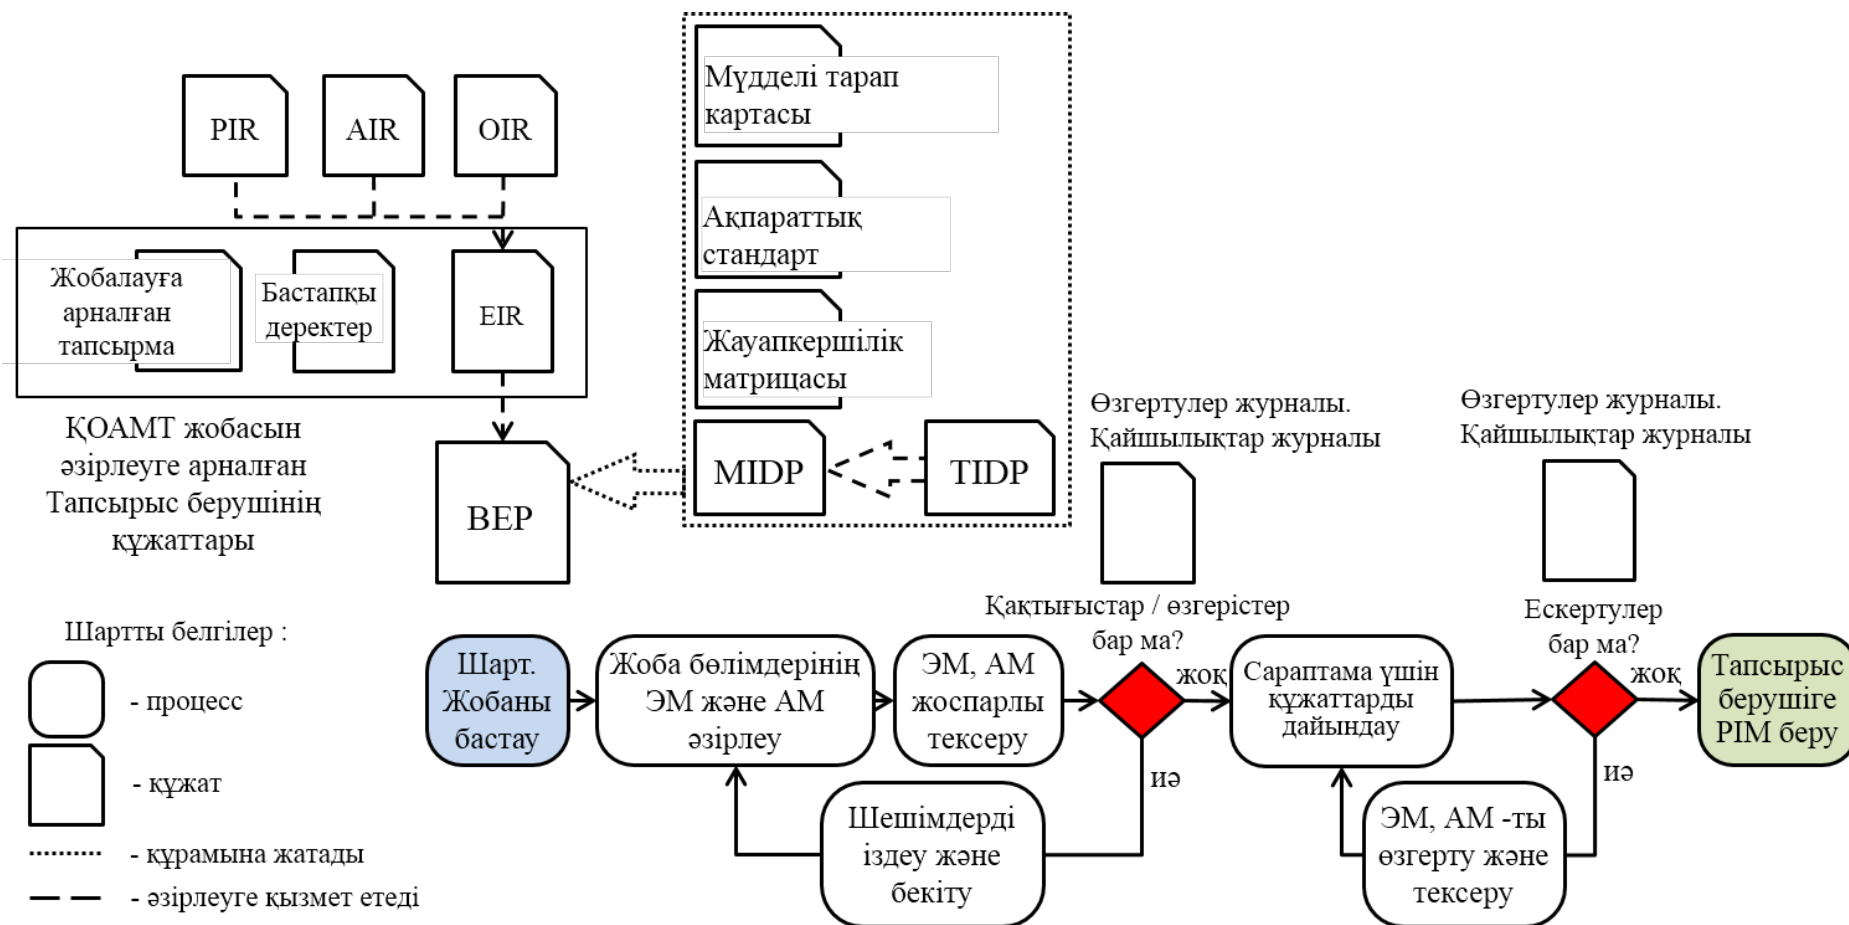 PIR
AIR
OIR
Мүдделі тарап
картасы
Ақпараттық
стандарт
Жауапкершілік
матрицасы
Жобалауға
арналған
тапсырма
Бастапқы
деректер
EIR
ҚОАМТ жобасын
әзірлеуге арналған
Тапсырыс берушінің
құжаттары
BEP
MIDP
TIDP
Өзгертулер журналы.
Қайшылықтар журналы
Өзгертулер журналы.
Қайшылықтар журналы
Қақтығыстар / өзгерістер
бар ма?
Ескертулер
бар ма?
Шарт.
Жобаны
бастау
Жоба бөлімдерінің
ЭМ және АМ
әзірлеу
ЭМ, АМ
жоспарлы
тексеру
жоқ
Сараптама үшін
құжаттарды
дайындау
жоқ
Тапсырыс
берушіге
PIM беру
иә
иә
Шешімдерді
іздеу және
бекіту
ЭМ, АМ -ты
өзгерту және
тексеру
Шартты белгілер :
- процесс
- құжат
- құрамына жатады
- әзірлеуге қызмет етеді